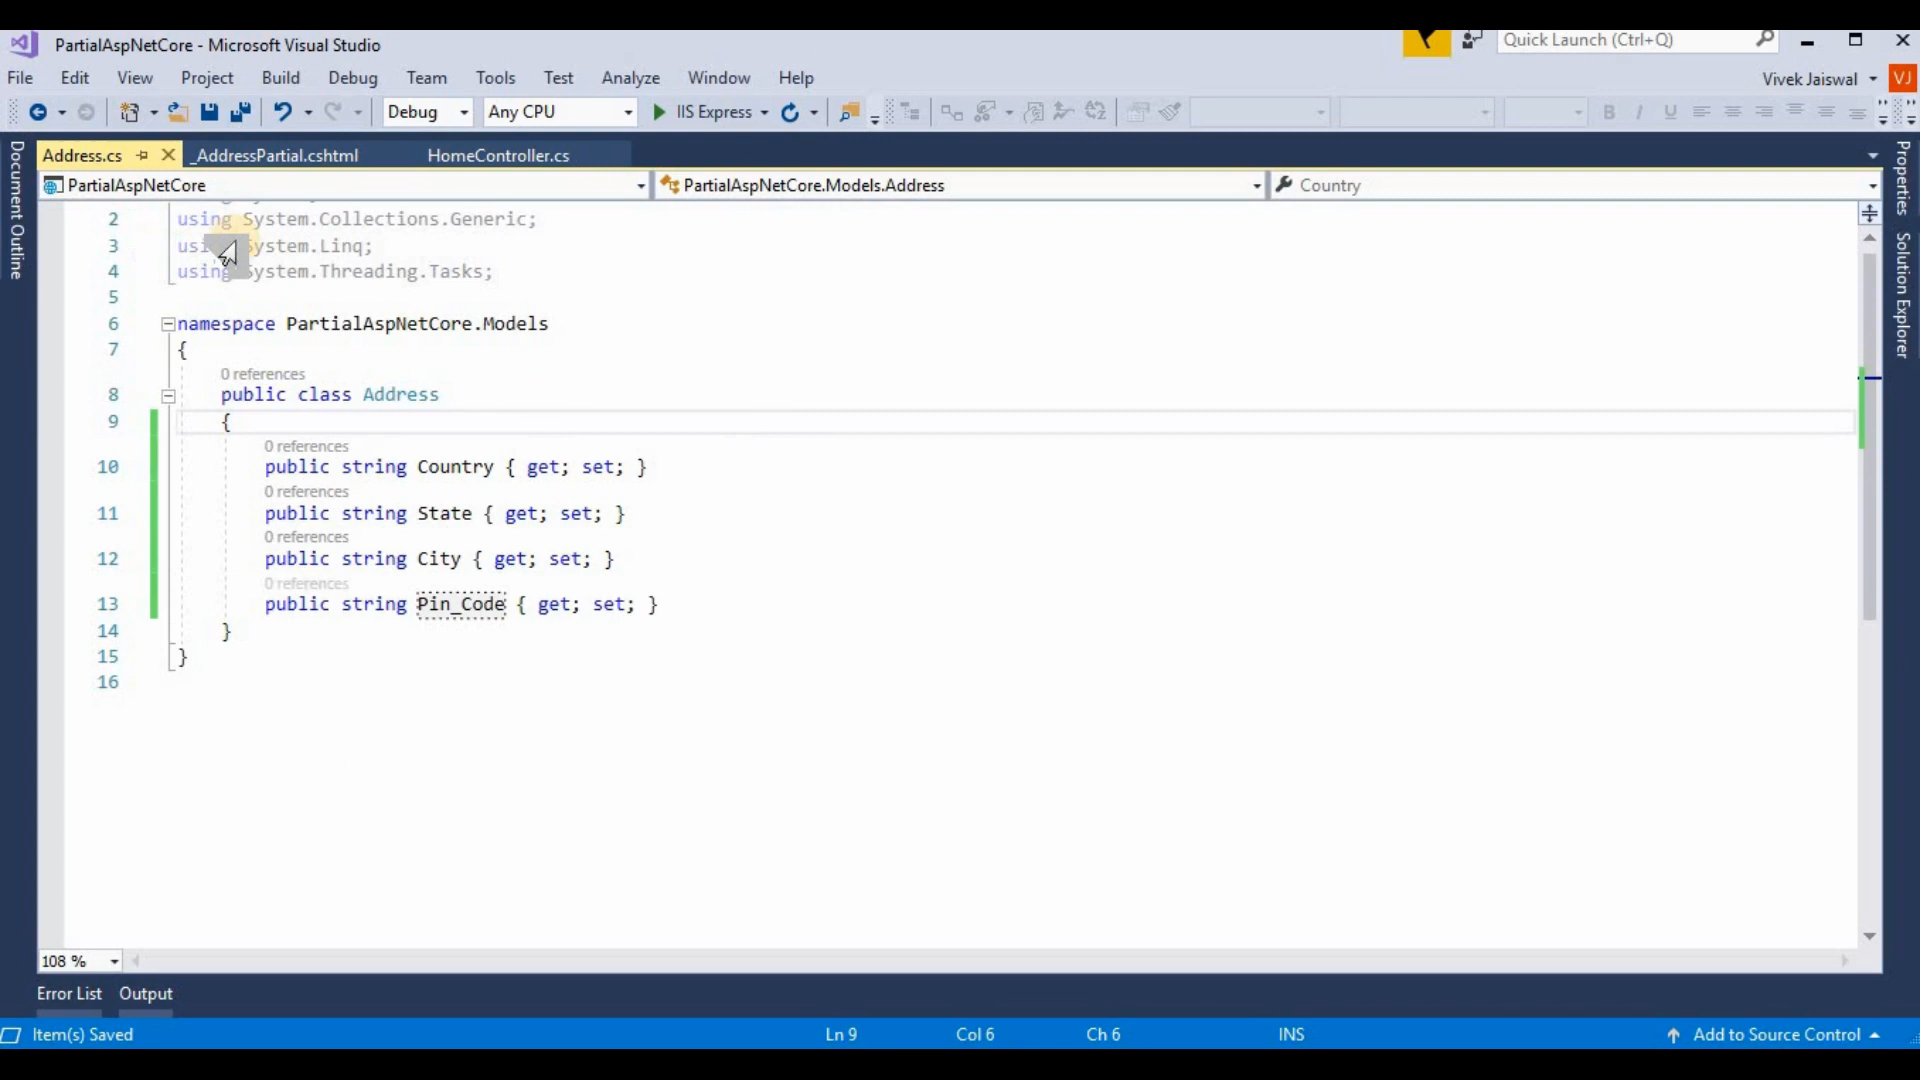 PartialAspNetCore - Microsoft Visual Studio
Quick Launch (Ctrl+Q)
File Edit View Project Build Debug Team Tools Test Analyze Window Help
Vivek Jaiswal VJ
Debug Any CPU IIS Express
Address.cs _AddressPartial.cshtml HomeController.cs
PartialAspNetCore PartialAspNetCore.Models.Address Country
Document Outline
Properties
Solution Explorer
2 using System.Collections.Generic;
3 System.Linq;
4 using System.Threading.Tasks;
5
6 namespace PartialAspNetCore.Models
7 {
0 references
8 public class Address
9 {
0 references
10 public string Country { get; set; }
0 references
11 public string State { get; set; }
0 references
12 public string City { get; set; }
0 references
13 public string Pin_Code { get; set; }
14 }
15 }
16
108 %
Error List Output
Item(s) Saved Ln 9 Col 6 Ch 6 INS Add to Source Control